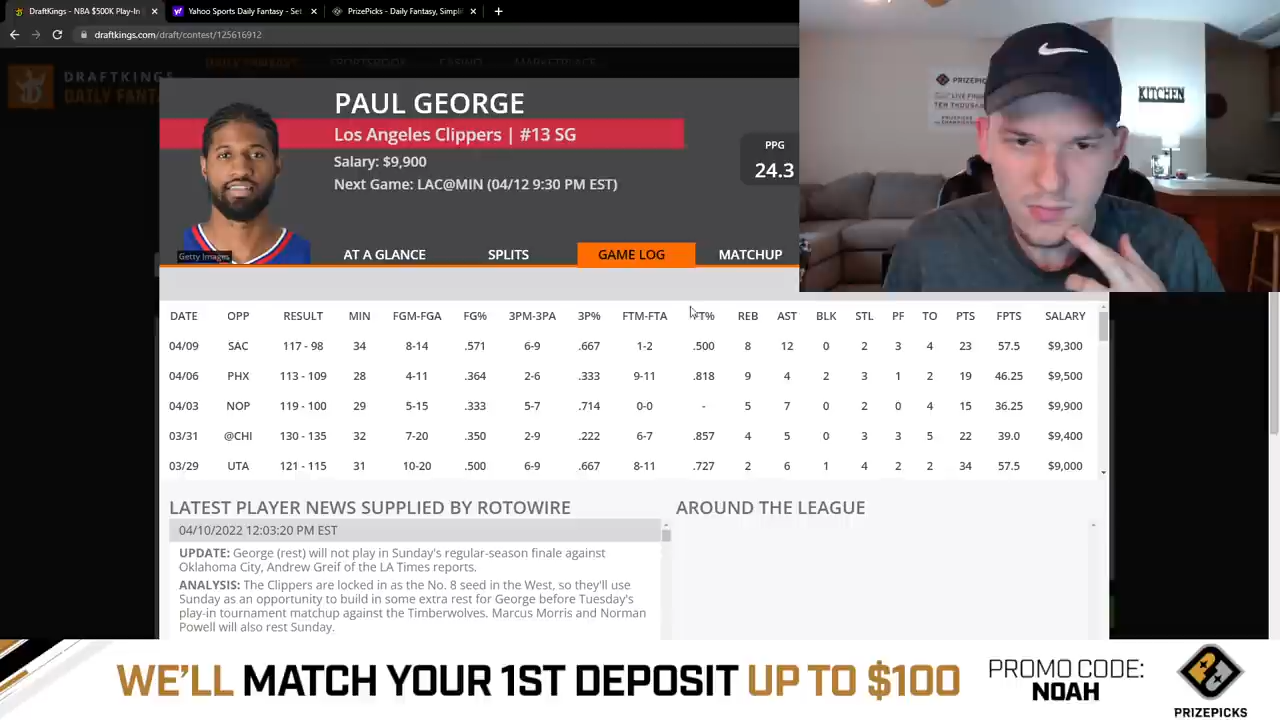 DraftKings - NBA $500K Play-In
Yahoo Sports Daily Fantasy - Set
PrizePicks - Daily Fantasy, Simpli
draftkings.com/draft/contest/125616912
DRAFTKINGS
DAILY FANTA
CASINO
MARKETPLACE
PAUL GEORGE
Los Angeles Clippers | #13 SG
Salary: $9,900
Next Game: LAC@MIN (04/12 9:30 PM EST)
PPG
24.3
Getty Images
AT A GLANCE SPLITS GAME LOG MATCHUP
DATE OPP RESULT MIN FGM-FGA FG% 3PM-3PA 3P% FTM-FTA FT% REB AST BLK STL PF TO PTS FPTS SALARY
04/09 SAC 117 - 98 34 8-14 .571 6-9 .667 1-2 .500 8 12 0 2 3 4 23 57.5 $9,300
04/06 PHX 113 - 109 28 4-11 .364 2-6 .333 9-11 .818 9 4 2 3 1 2 19 46.25 $9,500
04/03 NOP 119 - 100 29 5-15 .333 5-7 .714 0-0 - 5 7 0 2 0 4 15 36.25 $9,900
03/31 @CHI 130 - 135 32 7-20 .350 2-9 .222 6-7 .857 4 5 0 3 3 5 22 39.0 $9,400
03/29 UTA 121 - 115 31 10-20 .500 6-9 .667 8-11 .727 2 6 1 4 2 2 34 57.5 $9,000
LATEST PLAYER NEWS SUPPLIED BY ROTOWIRE
AROUND THE LEAGUE
04/10/2022 12:03:20 PM EST
UPDATE: George (rest) will not play in Sunday's regular-season finale against
Oklahoma City, Andrew Greif of the LA Times reports.
ANALYSIS: The Clippers are locked in as the No. 8 seed in the West, so they'll use
Sunday as an opportunity to build in some extra rest for George before Tuesday's
play-in tournament matchup against the Timberwolves. Marcus Morris and Norman
Powell will also rest Sunday.
PRIZEPICKS
KITCHEN
WE'LL MATCH YOUR 1ST DEPOSIT UP TO $100
PROMO CODE:
NOAH
PRIZEPICKS